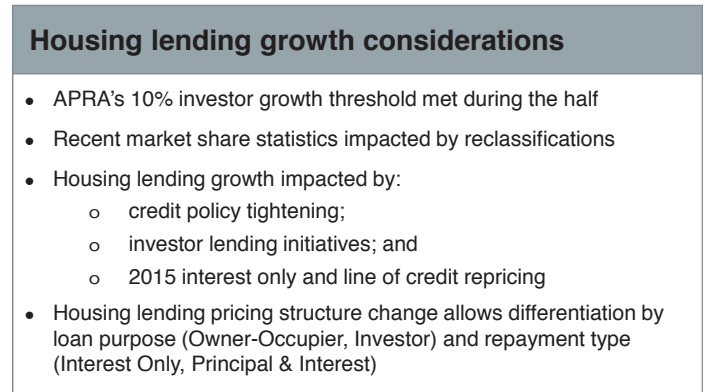 Housing lending growth considerations
• APRA's 10% investor growth threshold met during the half
• Recent market share statistics impacted by reclassifications
• Housing lending growth impacted by:
o credit policy tightening;
o investor lending initiatives; and
o 2015 interest only and line of credit repricing
• Housing lending pricing structure change allows differentiation by
loan purpose (Owner-Occupier, Investor) and repayment type
(Interest Only, Principal & Interest)